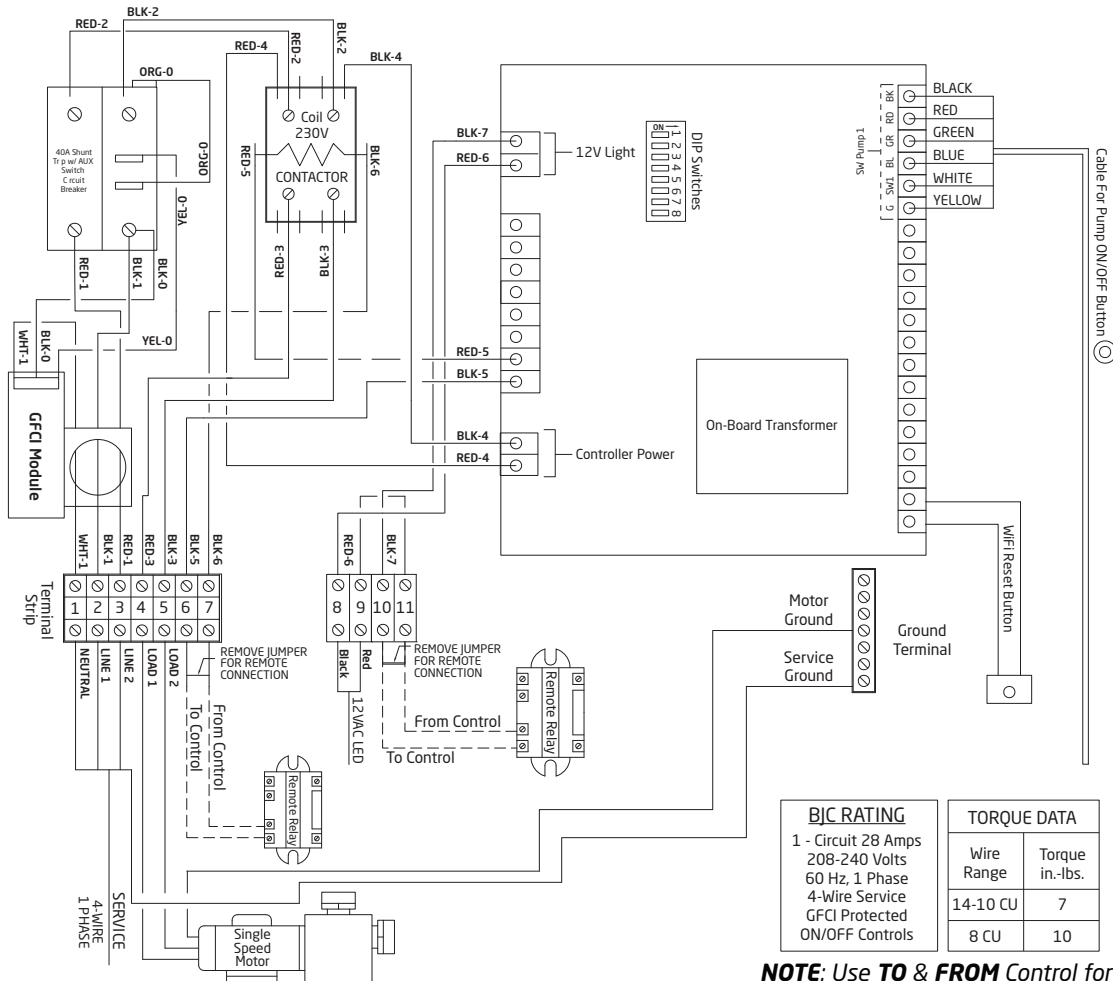 BLK-2
RED-2
RED-2
BLK-2
RED-4
BLK-4
ORG-0
ORG-0
40A Shunt
Tr p w/ AUX
Switch
C rcuit
Breaker
Coil
230V
CONTACTOR
RED-5
BLK-6
YEL-0
RED-1
BLK-1
BLK-0
RED-3
BLK-3
WHT-1
BLK-0
YEL-0
GFCI Module
BLK-7
RED-6
12V Light
ON
1
2
3
4
5
6
7
8
DIP Switches
SW Pump1
BK
RD
GR
BL
SW1
G
BLACK
RED
GREEN
BLUE
WHITE
YELLOW
Cable For Pump ON/OFF Button
RED-5
BLK-5
BLK-4
RED-4
Controller Power
On-Board Transformer
WiFi Reset Button
WHT-1
BLK-1
RED-1
RED-3
BLK-3
BLK-5
BLK-6
Terminal
Strip
1
2
3
4
5
6
7
NEUTRAL
LINE 1
LINE 2
LOAD 1
LOAD 2
REMOVE JUMPER
FOR REMOTE
CONNECTION
To Control
From Control
Remote Relay
RED-6
BLK-7
8
9
10
11
Black
Red
12VAC LED
REMOVE JUMPER
FOR REMOTE
CONNECTION
From Control
To Control
Remote Relay
Motor
Ground
Service
Ground
Ground
Terminal
SERVICE
4-WIRE
1 PHASE
Single
Speed
Motor
BJC RATING
1 - Circuit 28 Amps
208-240 Volts
60 Hz, 1 Phase
4-Wire Service
GFCI Protected
ON/OFF Controls
TORQUE DATA
Wire
Range
Torque
in.-lbs.
14-10 CU
7
8 CU
10
NOTE: Use TO & FROM Control for